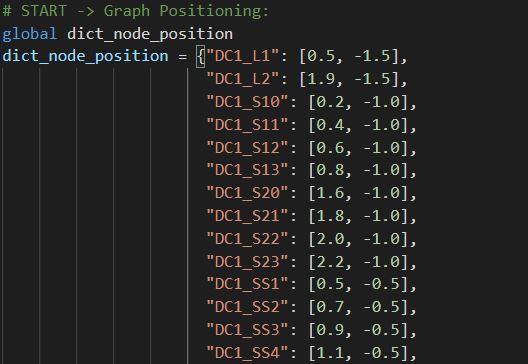 # START -> Graph Positioning:
global dict_node_position
dict_node_position = {"DC1_L1": [0.5, -1.5],
"DC1_L2": [1.9, -1.5],
"DC1_S10": [0.2, -1.0],
"DC1_S11": [0.4, -1.0],
"DC1_S12": [0.6, -1.0],
"DC1_S13": [0.8, -1.0],
"DC1_S20": [1.6, -1.0],
"DC1_S21": [1.8, -1.0],
"DC1_S22": [2.0, -1.0],
"DC1_S23": [2.2, -1.0],
"DC1_SS1": [0.5, -0.5],
"DC1_SS2": [0.7, -0.5],
"DC1_SS3": [0.9, -0.5],
"DC1_SS4": [1.1, -0.5],